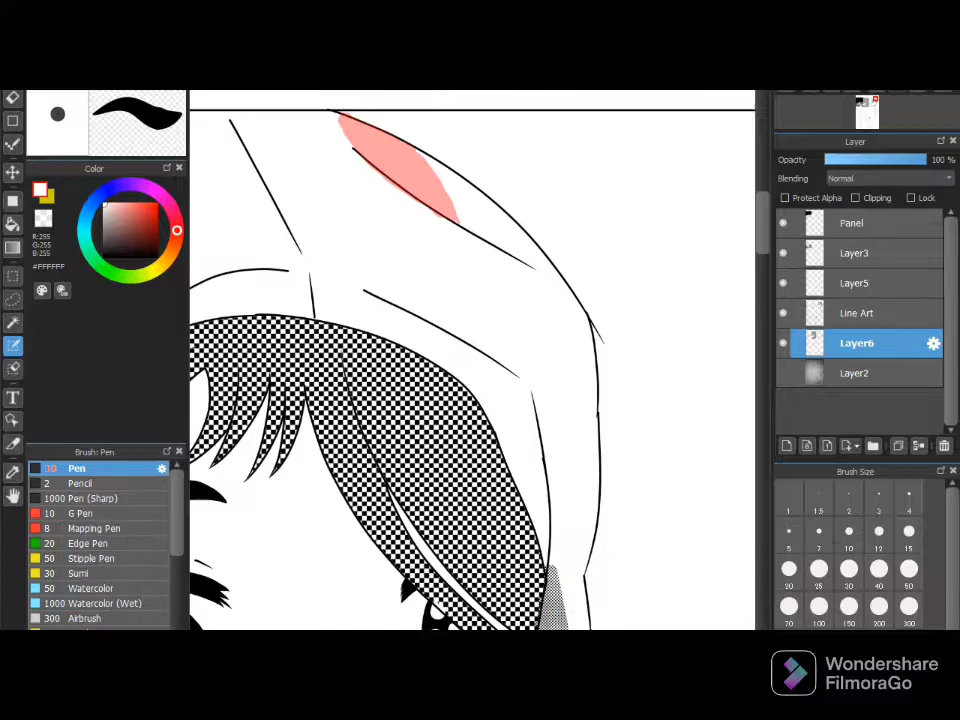 Color
R:255
G:255
B:255
#FFFFFF
Brush: Pen
10 Pen
2 Pencil
1000 Pen (Sharp)
10 G Pen
8 Mapping Pen
20 Edge Pen
50 Stipple Pen
30 Sumi
50 Watercolor
1000 Watercolor (Wet)
300 Airbrush
T
Layer
Opacity 100 %
Blending Normal
Protect Alpha Clipping Lock
Panel
Layer3
Layer5
Line Art
Layer6
Layer2
Brush Size
1 1.5 2 3 4
5 7 10 12 15
20 25 30 40 50
70 100 150 200 300
Wondershare
FilmoraGo